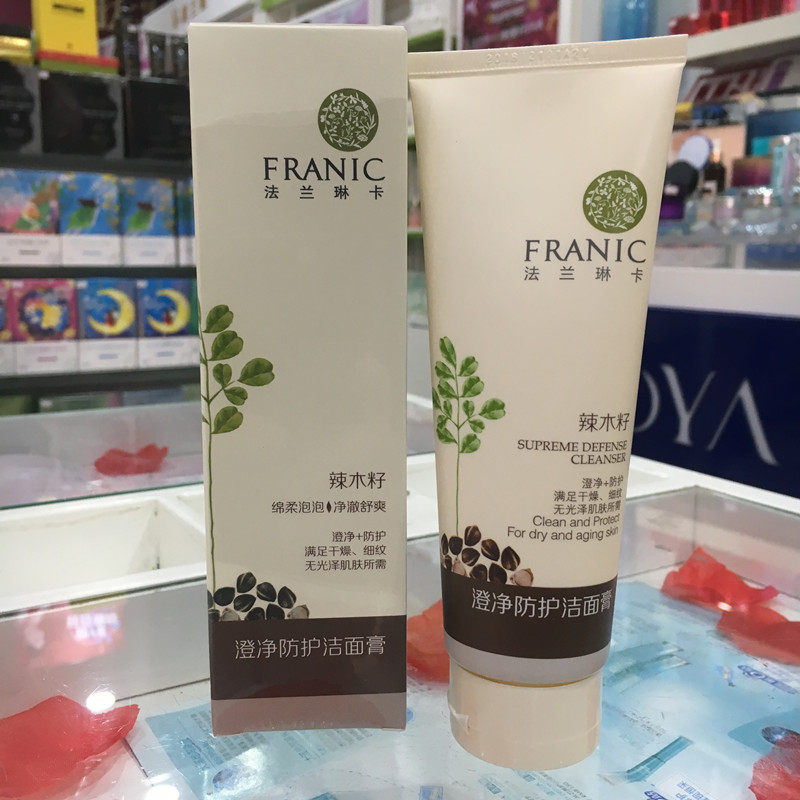 FRANIC
法兰琳卡
辣木籽
绵柔泡泡 净澈舒爽
澄净+防护
满足干燥、细纹
无光泽肌肤所需
澄净防护洁面膏
FRANIC
法兰琳卡
辣木籽
SUPREME DEFENSE
CLEANSER
澄净+防护
满足干燥、细纹
无光泽肌肤所需
Clean and Protect
For dry and aging skin
澄净防护洁面膏
OYA